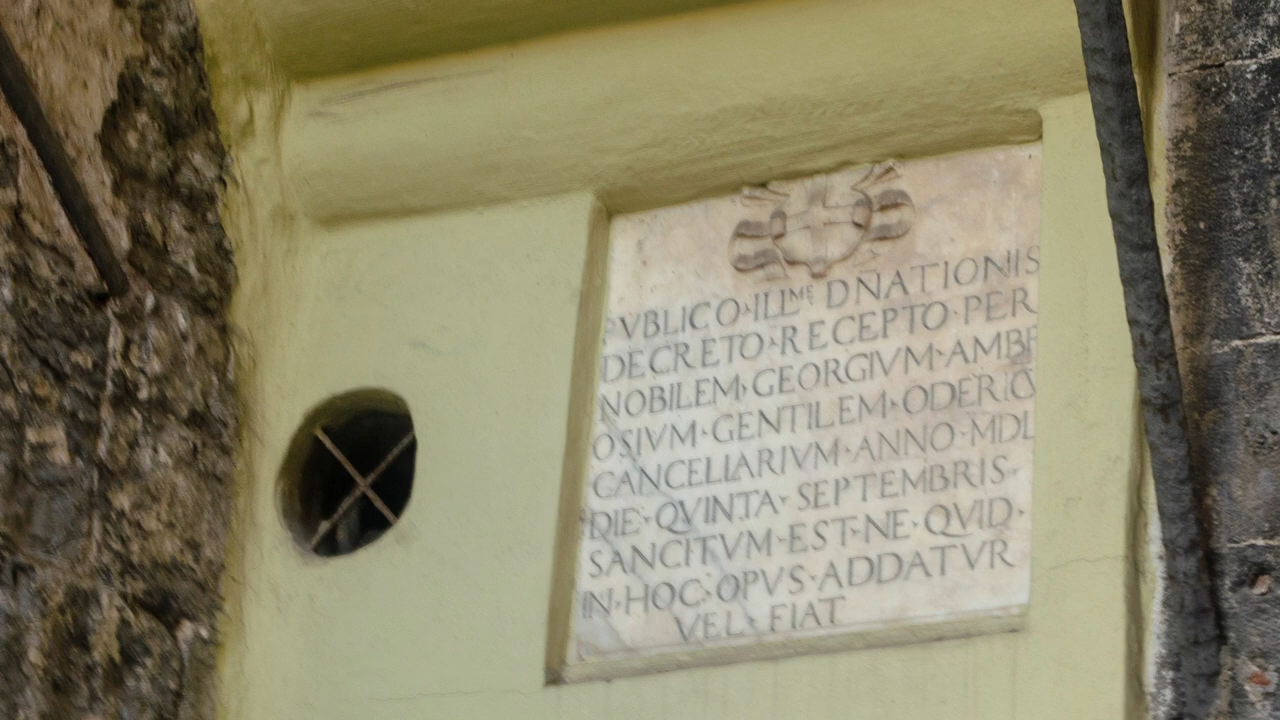 PVBLICO·ILLME DNATIONIS
DECRETO·RECEPTO·PER
NOBILEM·GEORGIVM·AMBR
OSIVM·GENTILEM·ODERICŪ
CANCELLARIVM·ANNO·MDL
DIE·QVINTA·SEPTEMBRIS
SANCITVM·EST·NE·QVID·
IN·HOC·OPVS·ADDATVR
VEL·FIAT